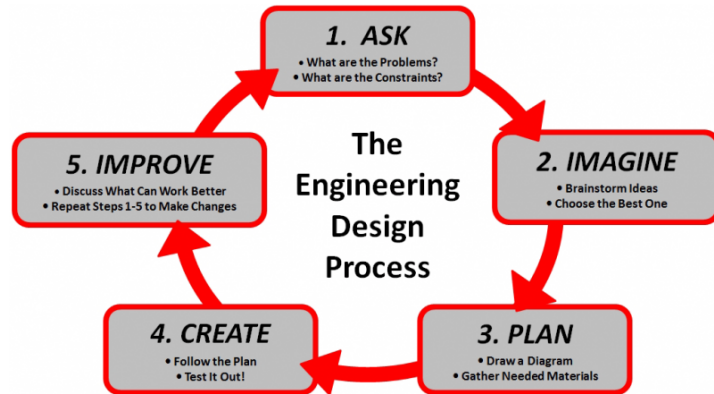 1. ASK
• What are the Problems?
• What are the Constraints?
2. IMAGINE
• Brainstorm Ideas
• Choose the Best One
3. PLAN
• Draw a Diagram
• Gather Needed Materials
4. CREATE
• Follow the Plan
• Test It Out!
5. IMPROVE
• Discuss What Can Work Better
• Repeat Steps 1-5 to Make Changes
The
Engineering
Design
Process